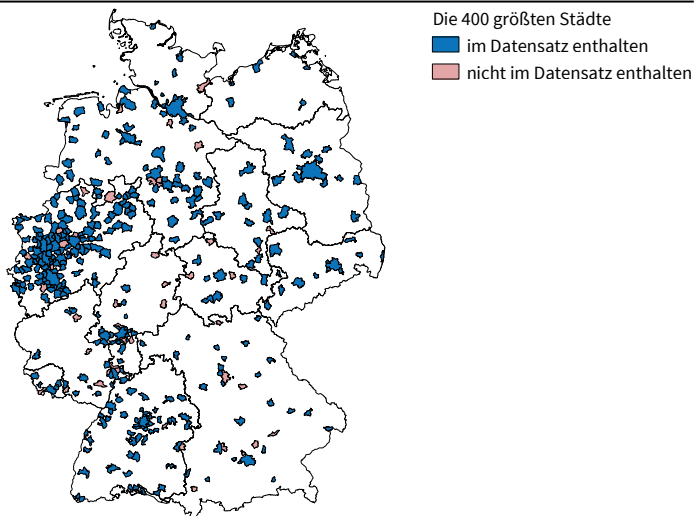 Die 400 größten Städte
im Datensatz enthalten
nicht im Datensatz enthalten